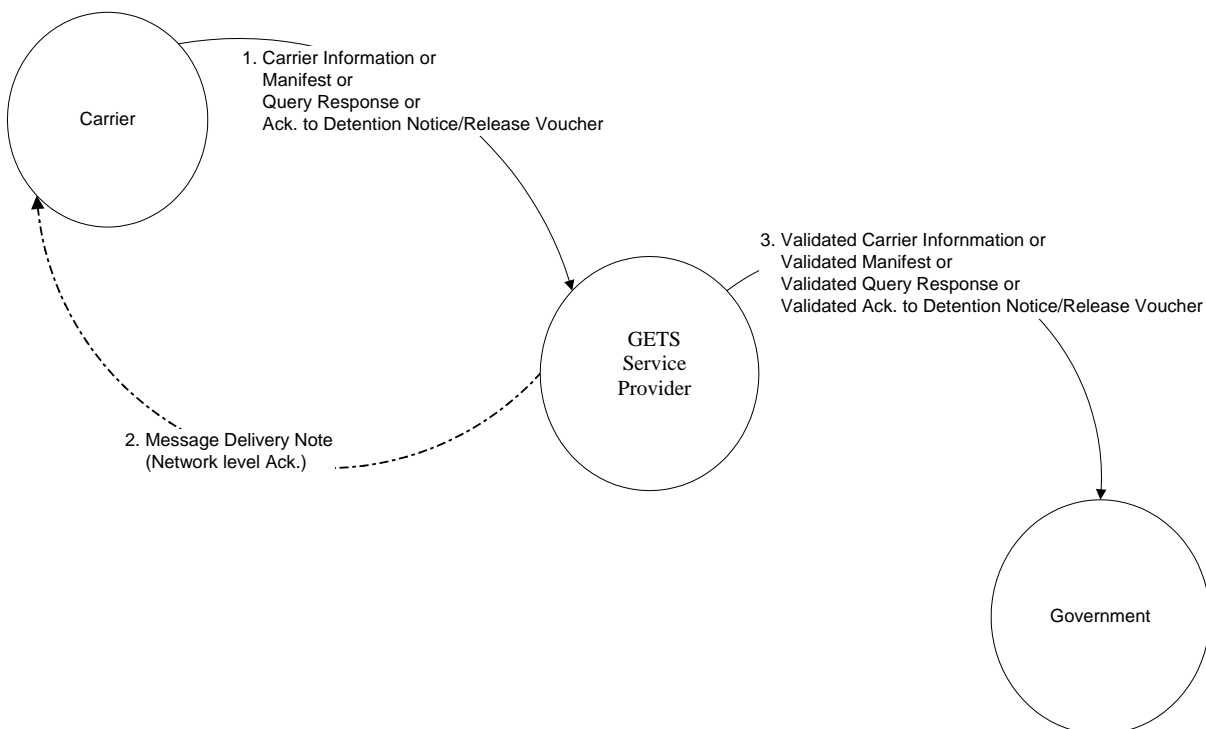 Carrier
1. Carrier Information or
Manifest or
Query Response or
Ack. to Detention Notice/Release Voucher
GETS
Service
Provider
2. Message Delivery Note
(Network level Ack.)
3. Validated Carrier Infornmation or
Validated Manifest or
Validated Query Response or
Validated Ack. to Detention Notice/Release Voucher
Government